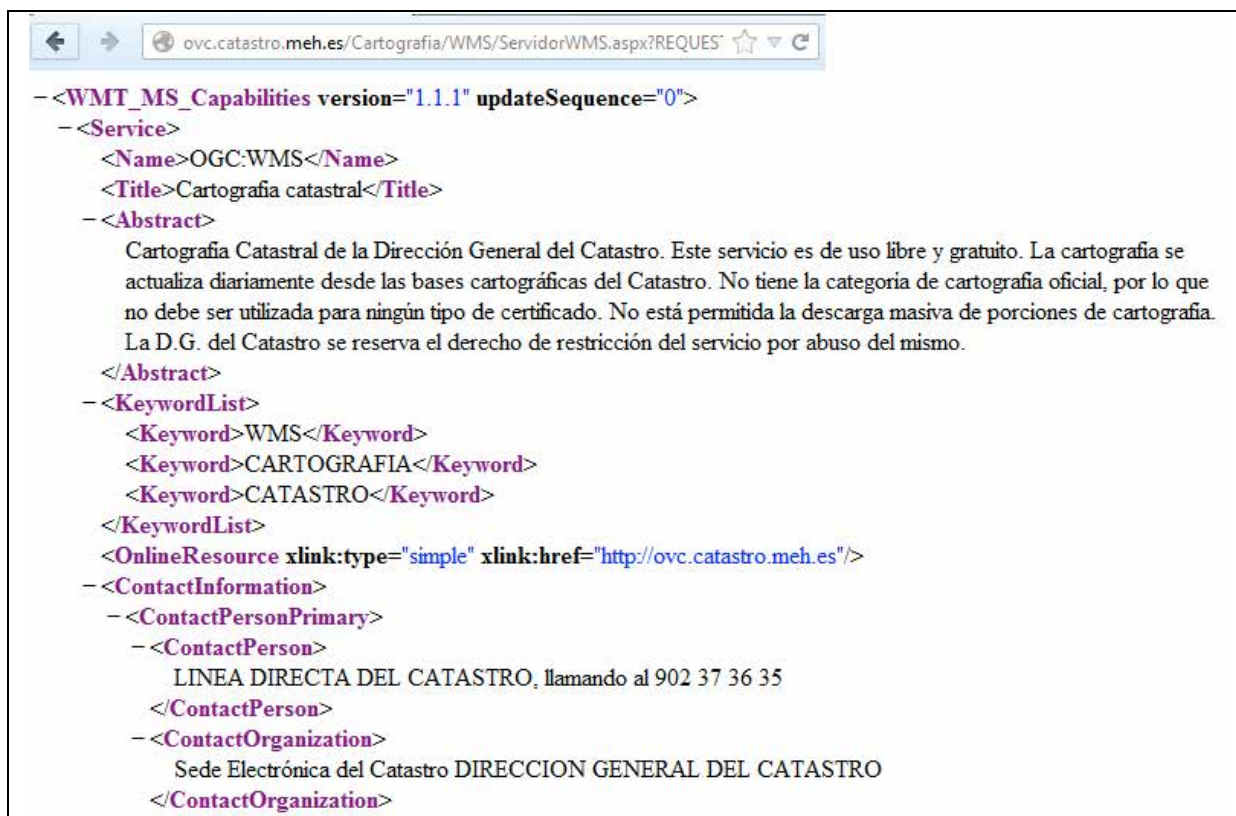 ovc.catastro.meh.es/Cartografia/WMS/ServidorWMS.aspx?REQUES
−<WMT_MS_Capabilities version="1.1.1" updateSequence="0">
−<Service>
<Name>OGC:WMS</Name>
<Title>Cartografia catastral</Title>
−<Abstract>
Cartografía Catastral de la Dirección General del Catastro. Este servicio es de uso libre y gratuito. La cartografía se
actualiza diariamente desde las bases cartográficas del Catastro. No tiene la categoria de cartografía oficial, por lo que
no debe ser utilizada para ningún tipo de certificado. No está permitida la descarga masiva de porciones de cartografia.
La D.G. del Catastro se reserva el derecho de restricción del servicio por abuso del mismo.
</Abstract>
−<KeywordList>
<Keyword>WMS</Keyword>
<Keyword>CARTOGRAFIA</Keyword>
<Keyword>CATASTRO</Keyword>
</KeywordList>
<OnlineResource xlink:type="simple" xlink:href="http://ovc.catastro.meh.es"/>
−<ContactInformation>
−<ContactPersonPrimary>
−<ContactPerson>
LINEA DIRECTA DEL CATASTRO, llamando al 902 37 36 35
</ContactPerson>
−<ContactOrganization>
Sede Electrónica del Catastro DIRECCION GENERAL DEL CATASTRO
</ContactOrganization>